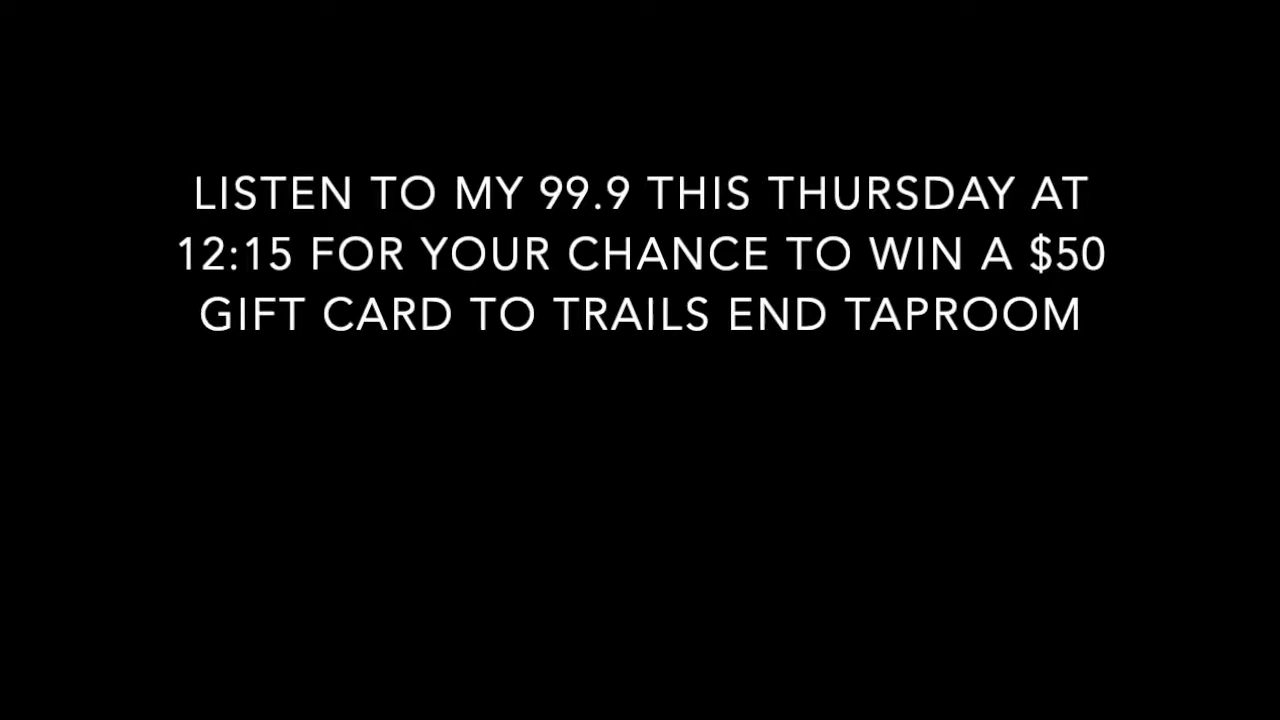 LISTEN TO MY 99.9 THIS THURSDAY AT
12:15 FOR YOUR CHANCE TO WIN A $50
GIFT CARD TO TRAILS END TAPROOM